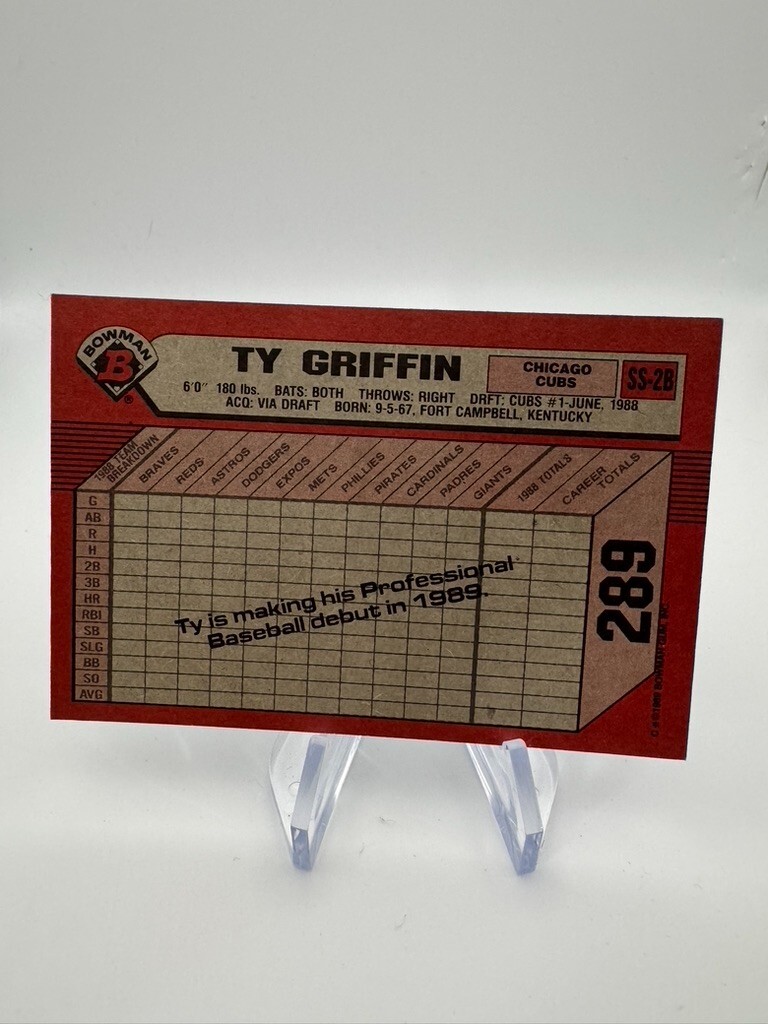 BOWMAN
B
®
TY GRIFFIN
CHICAGO
CUBS
SS-2B
6'0" 180 lbs. BATS: BOTH THROWS: RIGHT DRFT: CUBS #1-JUNE, 1988
ACQ: VIA DRAFT BORN: 9-5-67, FORT CAMPBELL, KENTUCKY
1988 TEAM
BREAKDOWN
BRAVES
REDS
ASTROS
DODGERS
EXPOS
METS
PHILLIES
PIRATES
CARDINALS
PADRES
GIANTS
1988 TOTALS
CAREER
TOTALS
G
AB
R
H
2B
3B
HR
RBI
SB
SLG
BB
SO
AVG
Ty is making his Professional
Baseball debut in 1989.
289
BOWMAN GUM, INC.